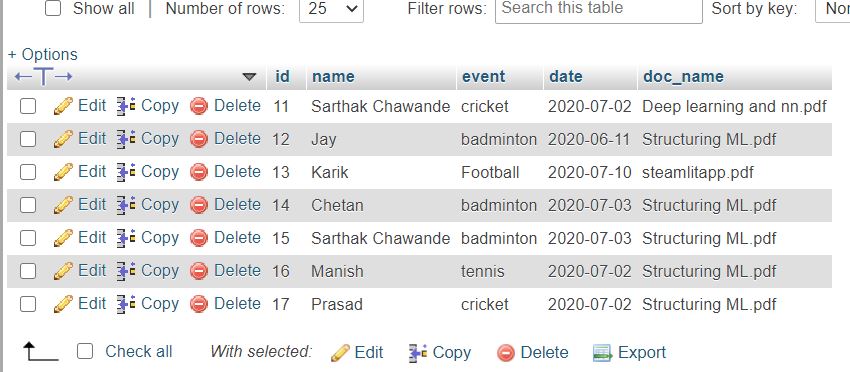 Show all | Number of rows: 25 Filter rows: Search this table Sort by key:
+ Options
id name event date doc_name
Edit Copy Delete 11 Sarthak Chawande cricket 2020-07-02 Deep learning and nn.pdf
Edit Copy Delete 12 Jay badminton 2020-06-11 Structuring ML.pdf
Edit Copy Delete 13 Karik Football 2020-07-10 steamlitapp.pdf
Edit Copy Delete 14 Chetan badminton 2020-07-03 Structuring ML.pdf
Edit Copy Delete 15 Sarthak Chawande badminton 2020-07-03 Structuring ML.pdf
Edit Copy Delete 16 Manish tennis 2020-07-02 Structuring ML.pdf
Edit Copy Delete 17 Prasad cricket 2020-07-02 Structuring ML.pdf
Check all With selected: Edit Copy Delete Export